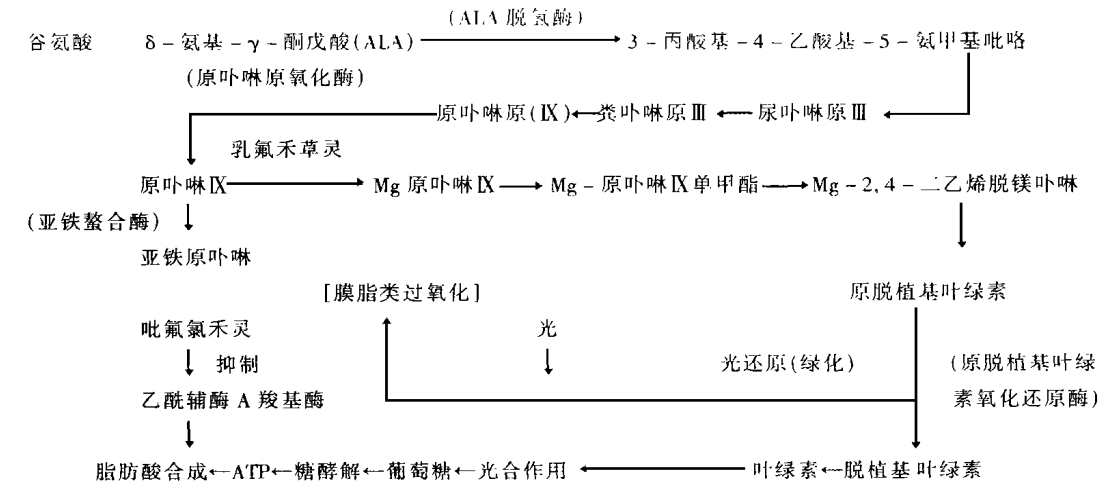 (ALA 脱氢酶)
谷氨酸 δ－氨基－γ－酮戊酸(ALA) → 3－丙酸基－4－乙酸基－5－氨甲基吡咯
(原卟啉原氧化酶)
原卟啉原(Ⅸ)←类卟啉原Ⅲ←尿卟啉原Ⅲ
乳氟禾草灵
原卟啉Ⅸ → Mg 原卟啉Ⅸ → Mg－原卟啉Ⅸ单甲酯 → Mg－2,4－二乙烯脱镁卟啉
(亚铁螯合酶)
亚铁原卟啉
[膜脂类过氧化] 原脱植基叶绿素
吡氟氯禾灵 光
抑制 光还原(绿化) (原脱植基叶绿
乙酰辅酶 A 羧基酶 素氧化还原酶)
脂肪酸合成←ATP←糖酵解←葡萄糖←光合作用 ← 叶绿素←脱植基叶绿素